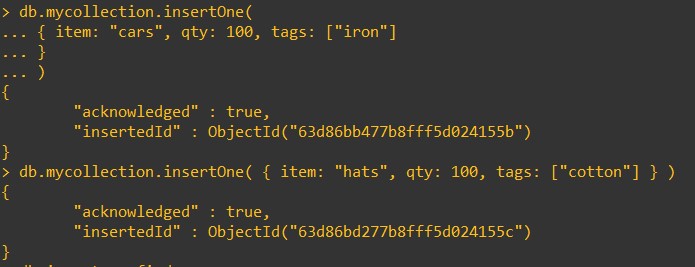 > db.mycollection.insertOne(
... { item: "cars", qty: 100, tags: ["iron"]
... }
... )
{
        "acknowledged" : true,
        "insertedId" : ObjectId("63d86bb477b8fff5d024155b")
}
> db.mycollection.insertOne( { item: "hats", qty: 100, tags: ["cotton"] } )
{
        "acknowledged" : true,
        "insertedId" : ObjectId("63d86bd277b8fff5d024155c")
}